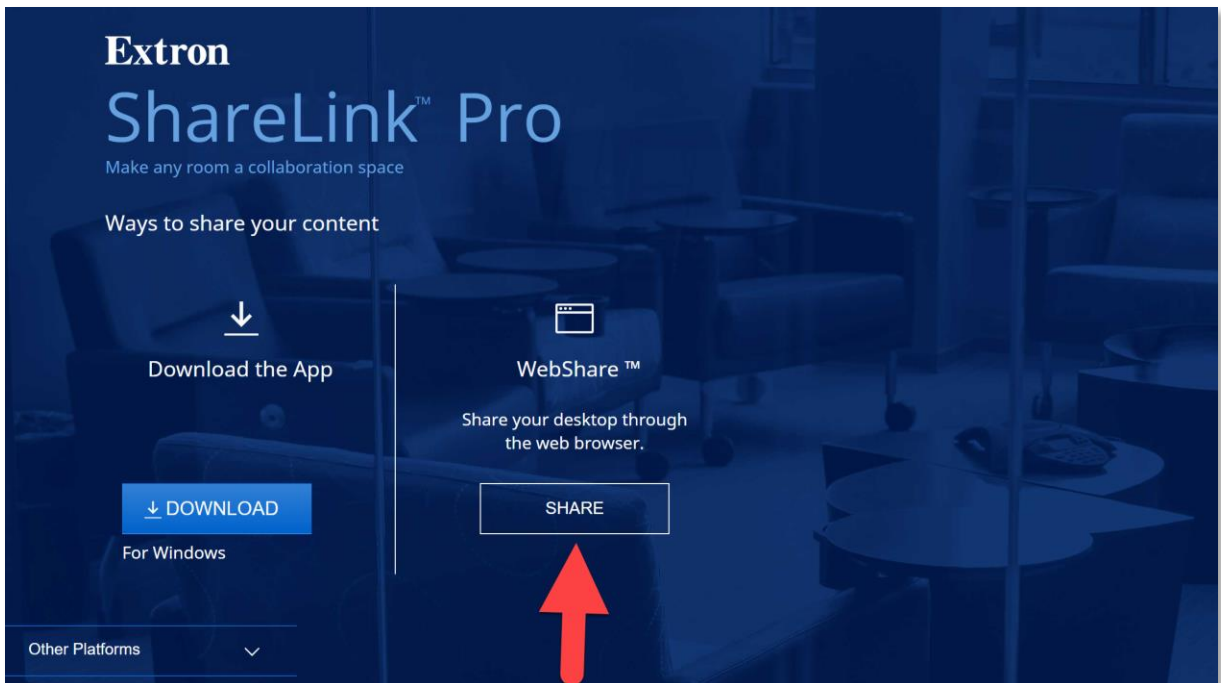 Extron
ShareLink™ Pro
Make any room a collaboration space
Ways to share your content
Download the App
DOWNLOAD
For Windows
WebShare ™
Share your desktop through
the web browser.
SHARE
Other Platforms